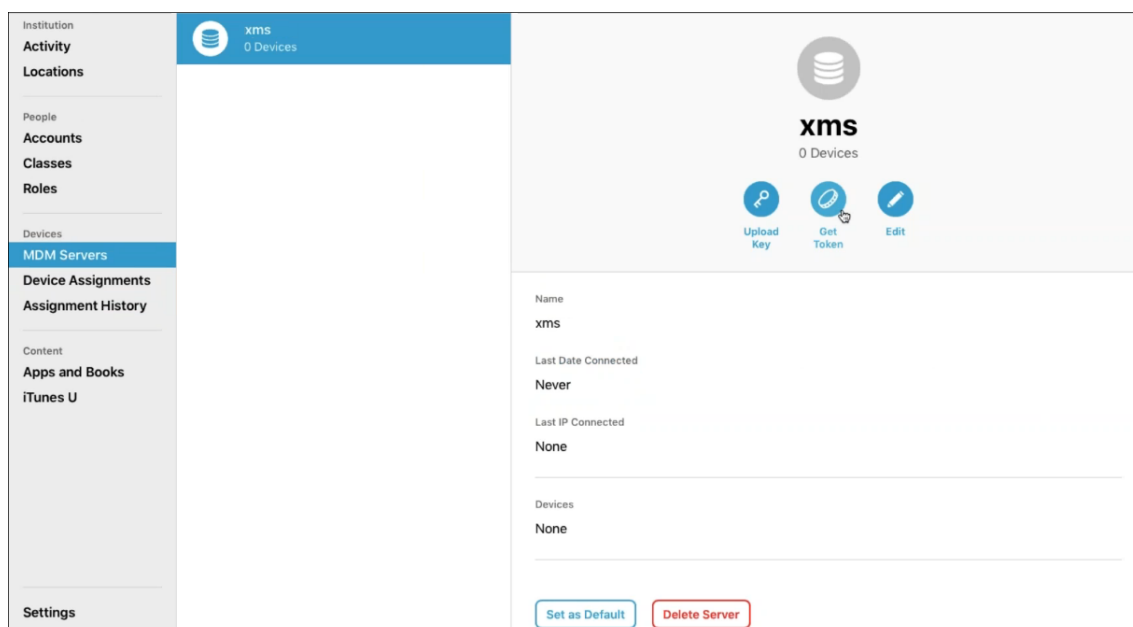 Institution
Activity
Locations
People
Accounts
Classes
Roles
Devices
MDM Servers
Device Assignments
Assignment History
Content
Apps and Books
iTunes U
Settings
xms
0 Devices
xms
0 Devices
Upload
Key
Get
Token
Edit
Name
xms
Last Date Connected
Never
Last IP Connected
None
Devices
None
Set as Default
Delete Server